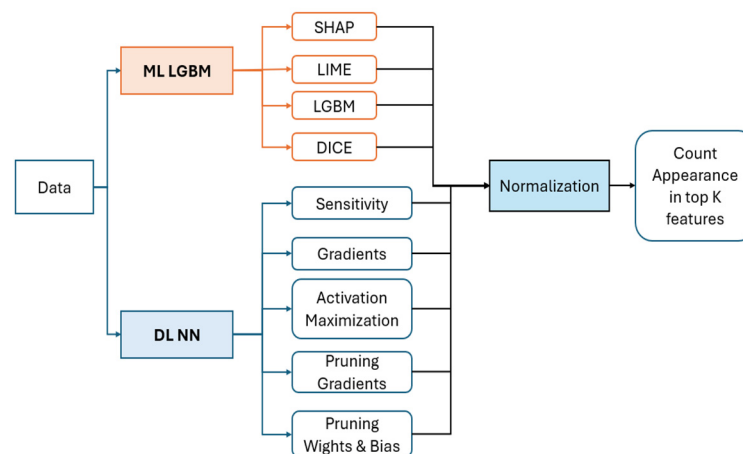 SHAP
ML LGBM
LIME
LGBM
DICE
Data
Sensitivity
Gradients
Activation
Maximization
DL NN
Pruning
Gradients
Pruning
Wights & Bias
Normalization
Count
Appearance
in top K
features